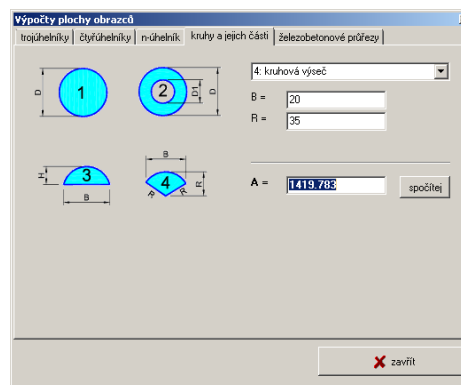 Výpočty plochy obrazců
trojúhelníky čtyřúhelníky n-úhelník kruhy a jejich části železobetonové průřezy
D 1 2 D1 D
4: kruhová výseč
B = 20
R = 35
H 3 B
B 4 R R R
A = 1419.783 spočítej
zavřít